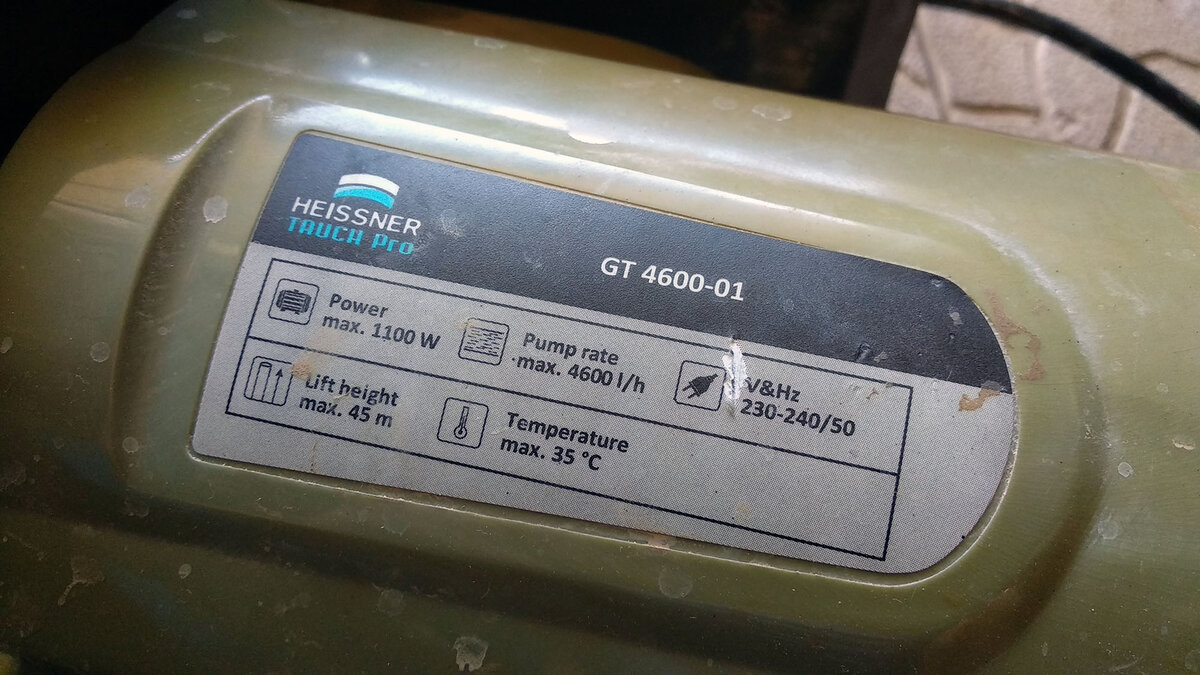 HEISSNER
TAUCH Pro
GT 4600-01
Power
max. 1100 W
Pump rate
max. 4600 l/h
V&Hz
230-240/50
Lift height
max. 45 m
Temperature
max. 35 °C